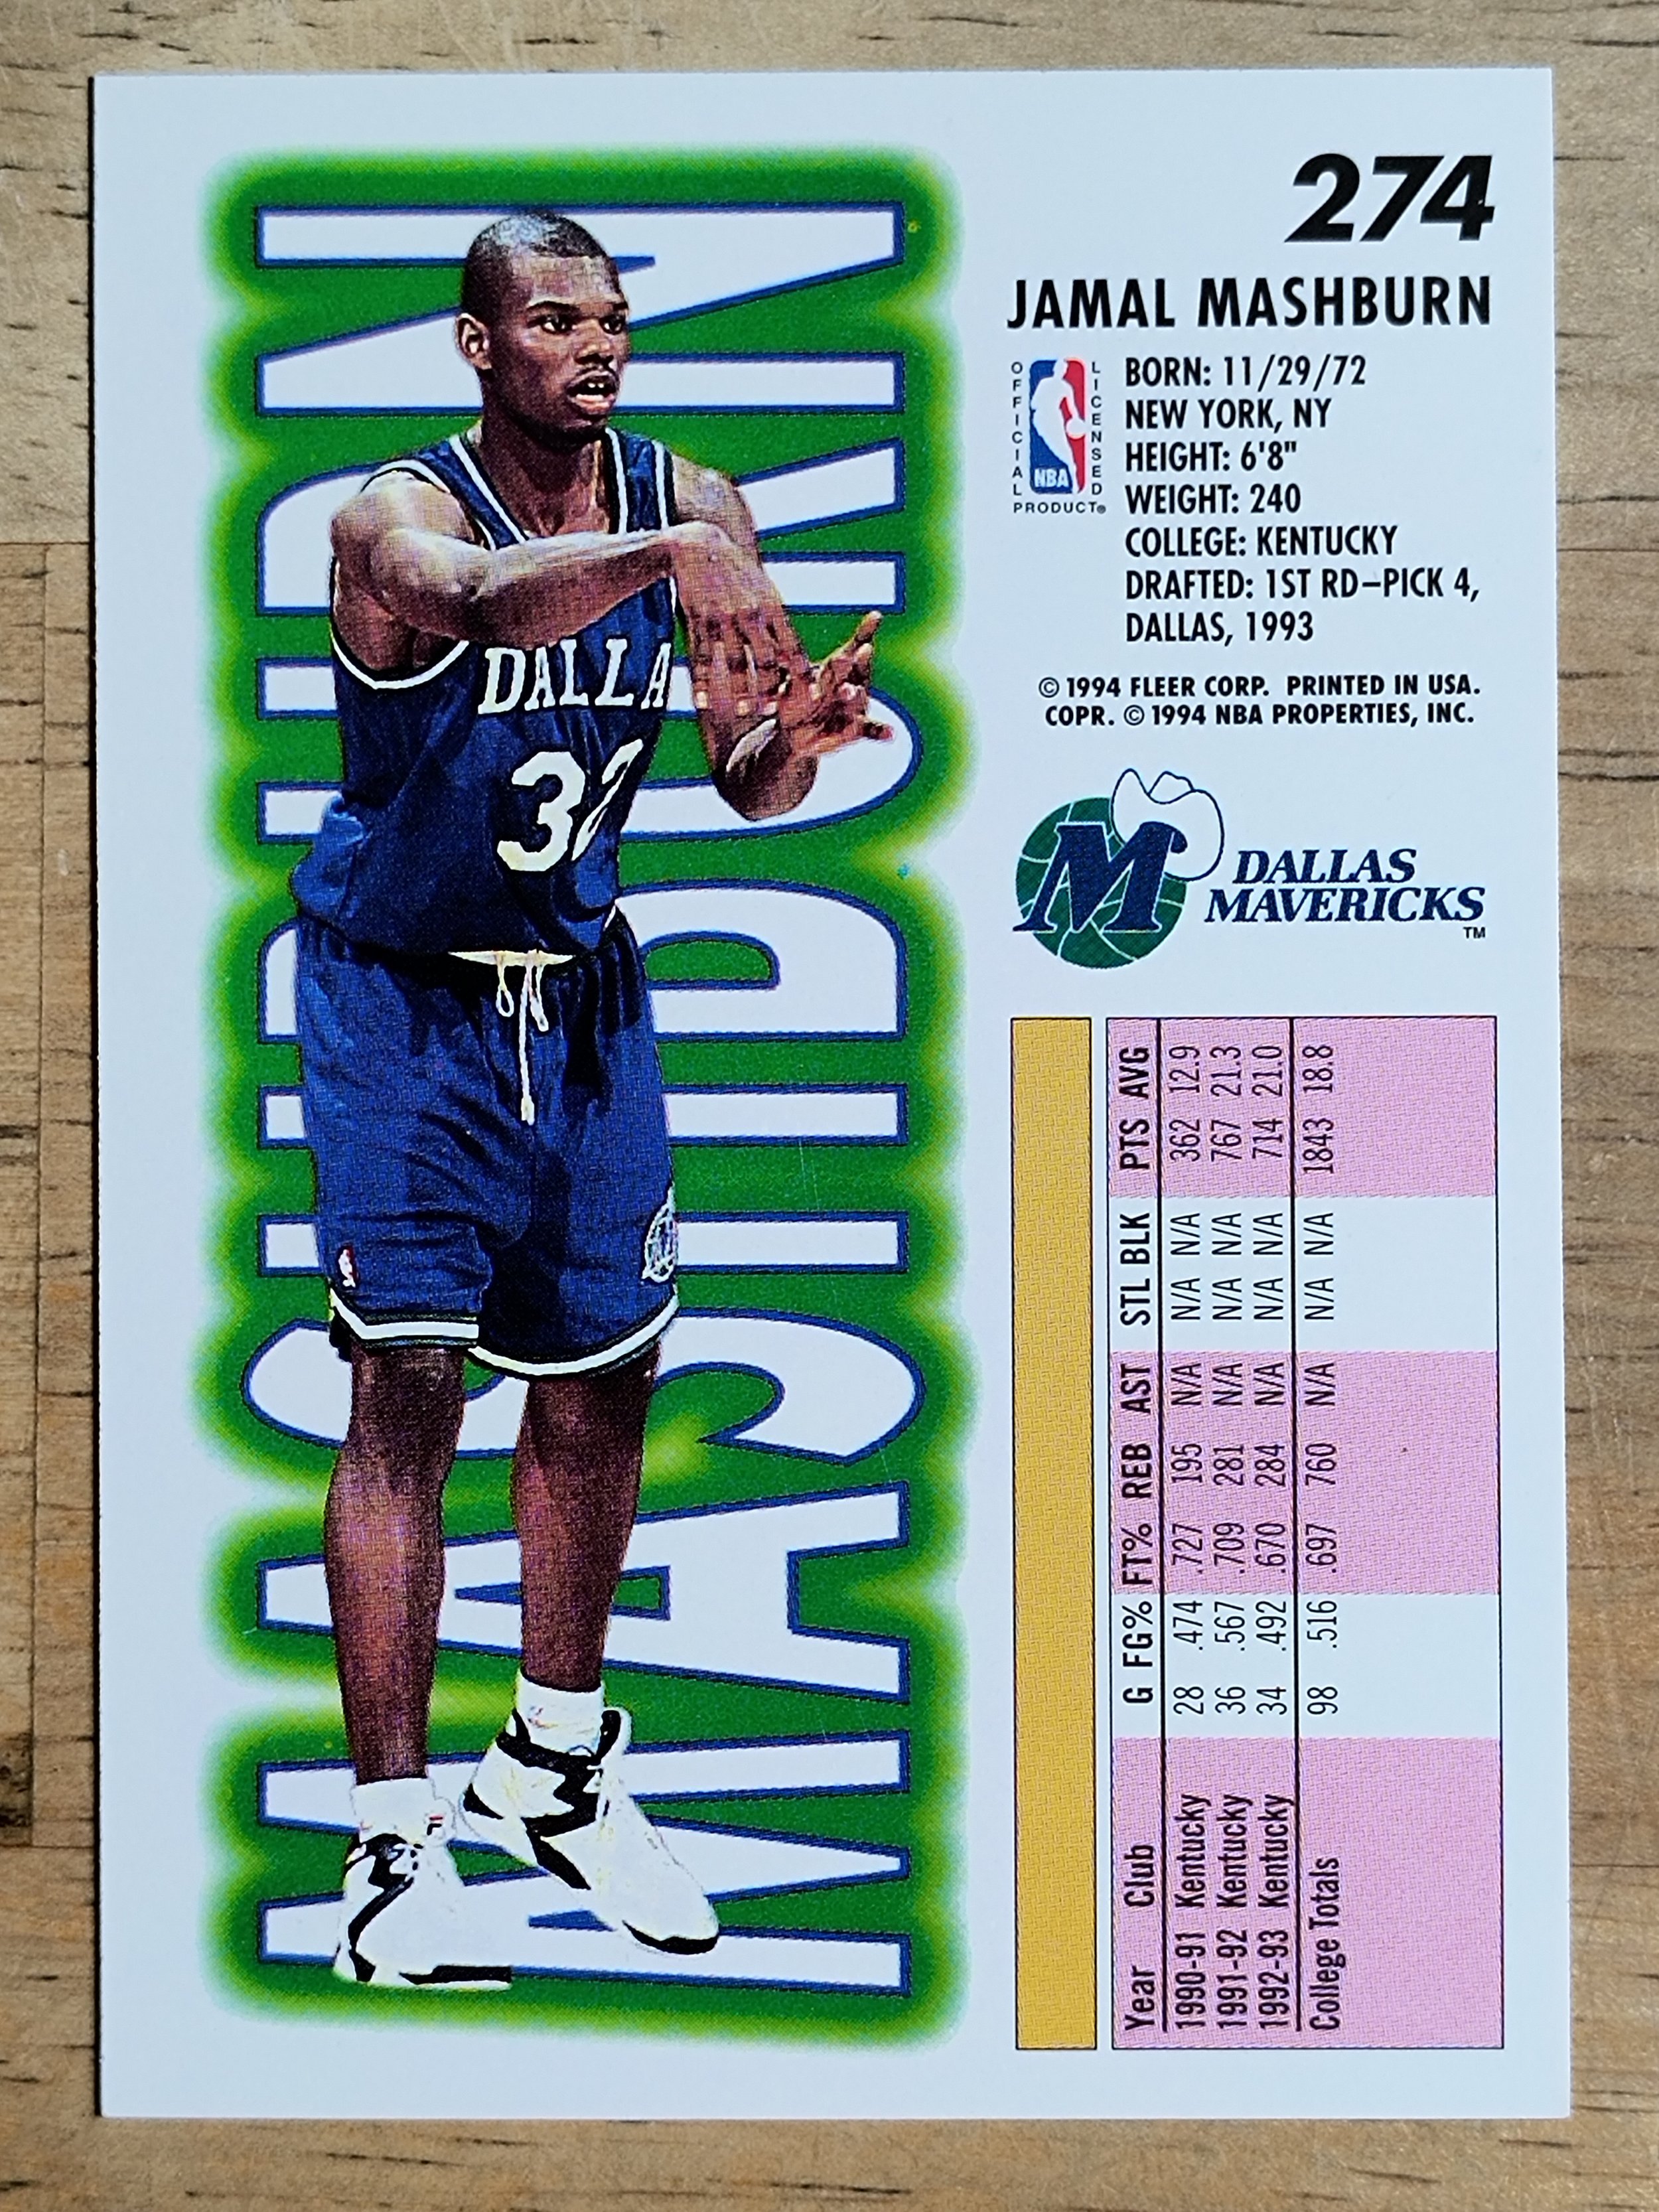 274
JAMAL MASHBURN
OFFICIAL
LICENSED
NBA
PRODUCT®
BORN: 11/29/72
NEW YORK, NY
HEIGHT: 6'8"
WEIGHT: 240
COLLEGE: KENTUCKY
DRAFTED: 1ST RD–PICK 4,
DALLAS, 1993
© 1994 FLEER CORP. PRINTED IN USA.
COPR. © 1994 NBA PROPERTIES, INC.
M
DALLAS
MAVERICKS
TM
MASHBURN
DALLA
32
Year Club G FG% FT% REB AST STL BLK PTS AVG
1990-91 Kentucky 28 .474 .727 195 N/A N/A N/A 362 12.9
1991-92 Kentucky 36 .567 .709 281 N/A N/A N/A 767 21.3
1992-93 Kentucky 34 .492 .670 284 N/A N/A N/A 714 21.0
College Totals 98 .516 .697 760 N/A N/A N/A 1843 18.8